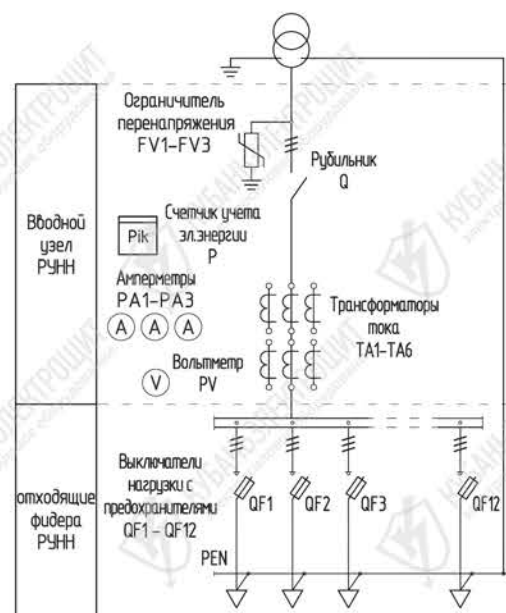 Ограничитель
перенапряжения
FV1–FV3
Рубильник
Q
Вводной
узел
РУНН
Pik
Счетчик учета
эл.энергии
P
Амперметры
PA1–PA3
A A A
Трансформаторы
тока
TA1–TA6
Вольтметр
PV
V
отходящие
фидера
РУНН
Выключатели
нагрузки с
предохранителями
QF1 – QF12
QF1
QF2
QF3
QF12
PEN
КУБАНЬЭЛЕКТРОЩИТ